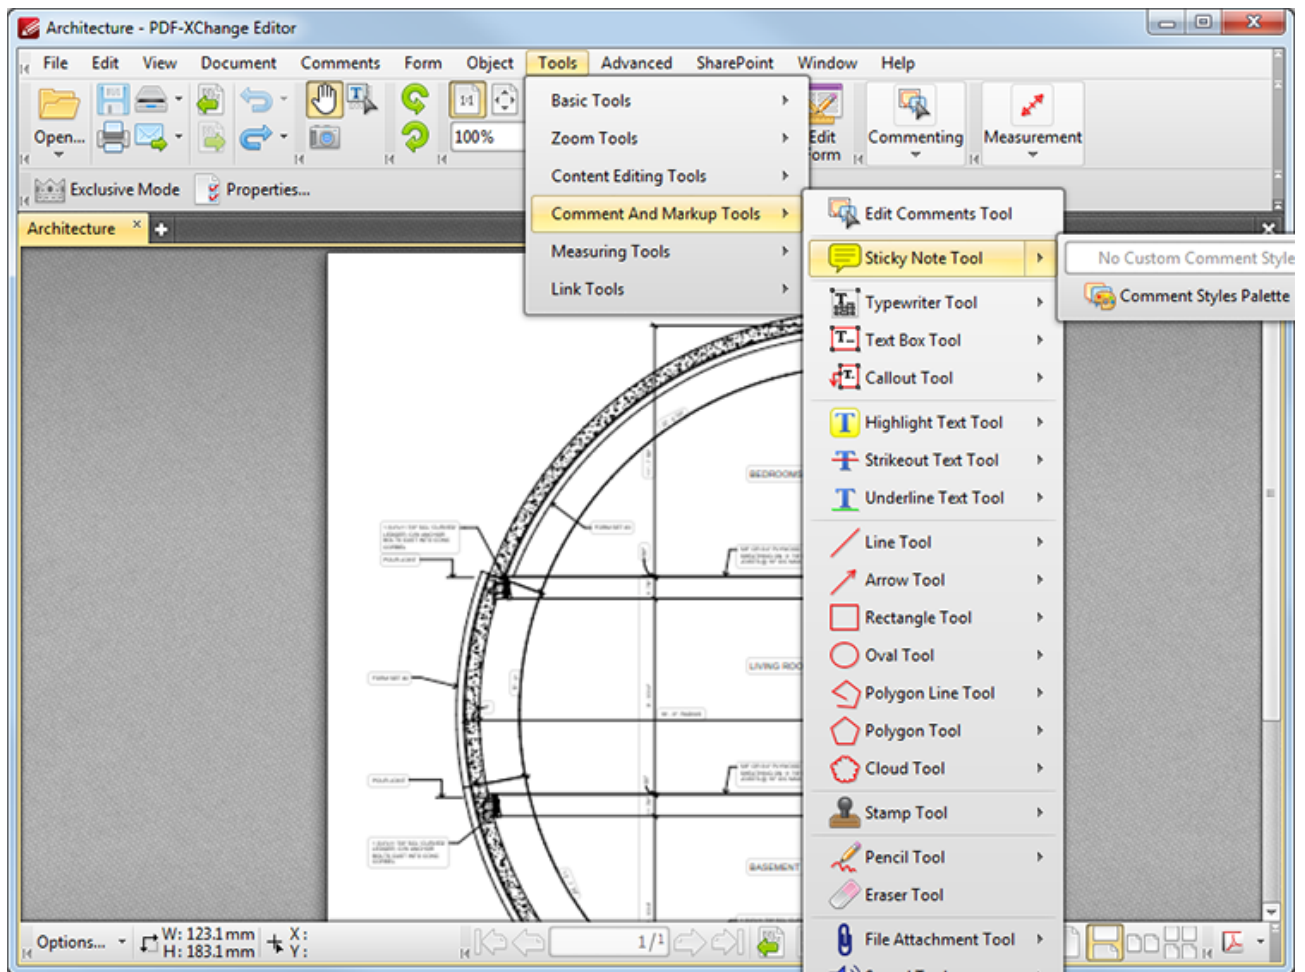 Architecture - PDF-XChange Editor
File Edit View Document Comments Form Object Tools Advanced SharePoint Window Help
Open...
1:1
100%
Edit
Form
Commenting
Measurement
Exclusive Mode
Properties...
Architecture
Basic Tools
Zoom Tools
Content Editing Tools
Comment And Markup Tools
Measuring Tools
Link Tools
Edit Comments Tool
Sticky Note Tool
Typewriter Tool
Text Box Tool
Callout Tool
Highlight Text Tool
Strikeout Text Tool
Underline Text Tool
Line Tool
Arrow Tool
Rectangle Tool
Oval Tool
Polygon Line Tool
Polygon Tool
Cloud Tool
Stamp Tool
Pencil Tool
Eraser Tool
File Attachment Tool
No Custom Comment Style
Comment Styles Palette
BEDROOMS
LIVING ROO
BASEMENT
Options...
W: 123.1 mm
H: 183.1 mm
X:
Y:
1/1